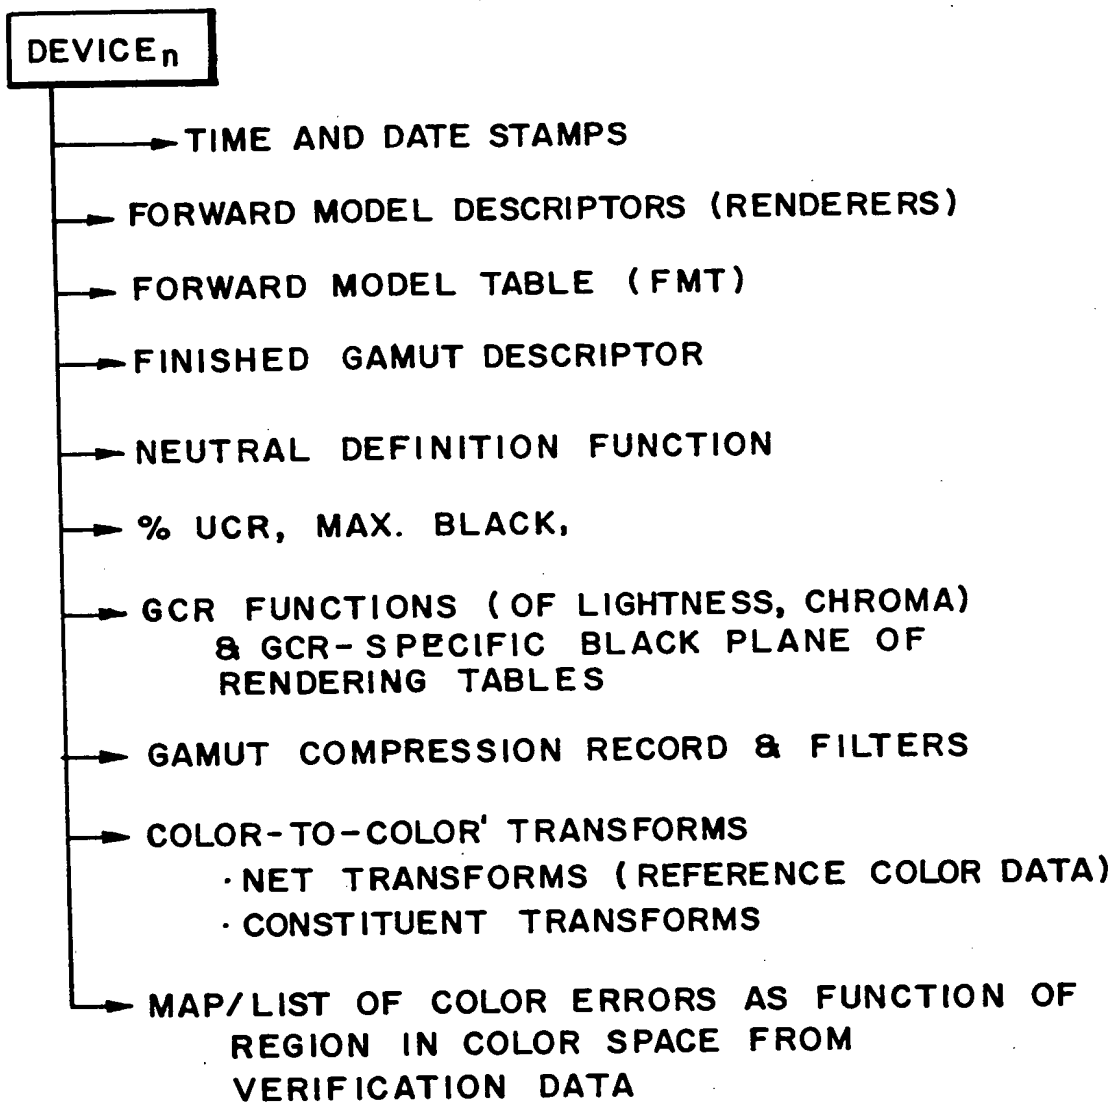 DEVICEn
TIME AND DATE STAMPS
FORWARD MODEL DESCRIPTORS (RENDERERS)
FORWARD MODEL TABLE (FMT)
FINISHED GAMUT DESCRIPTOR
NEUTRAL DEFINITION FUNCTION
% UCR, MAX. BLACK,
GCR FUNCTIONS (OF LIGHTNESS, CHROMA)
& GCR-SPECIFIC BLACK PLANE OF
RENDERING TABLES
GAMUT COMPRESSION RECORD & FILTERS
COLOR-TO-COLOR' TRANSFORMS
· NET TRANSFORMS (REFERENCE COLOR DATA)
· CONSTITUENT TRANSFORMS
MAP/LIST OF COLOR ERRORS AS FUNCTION OF
REGION IN COLOR SPACE FROM
VERIFICATION DATA